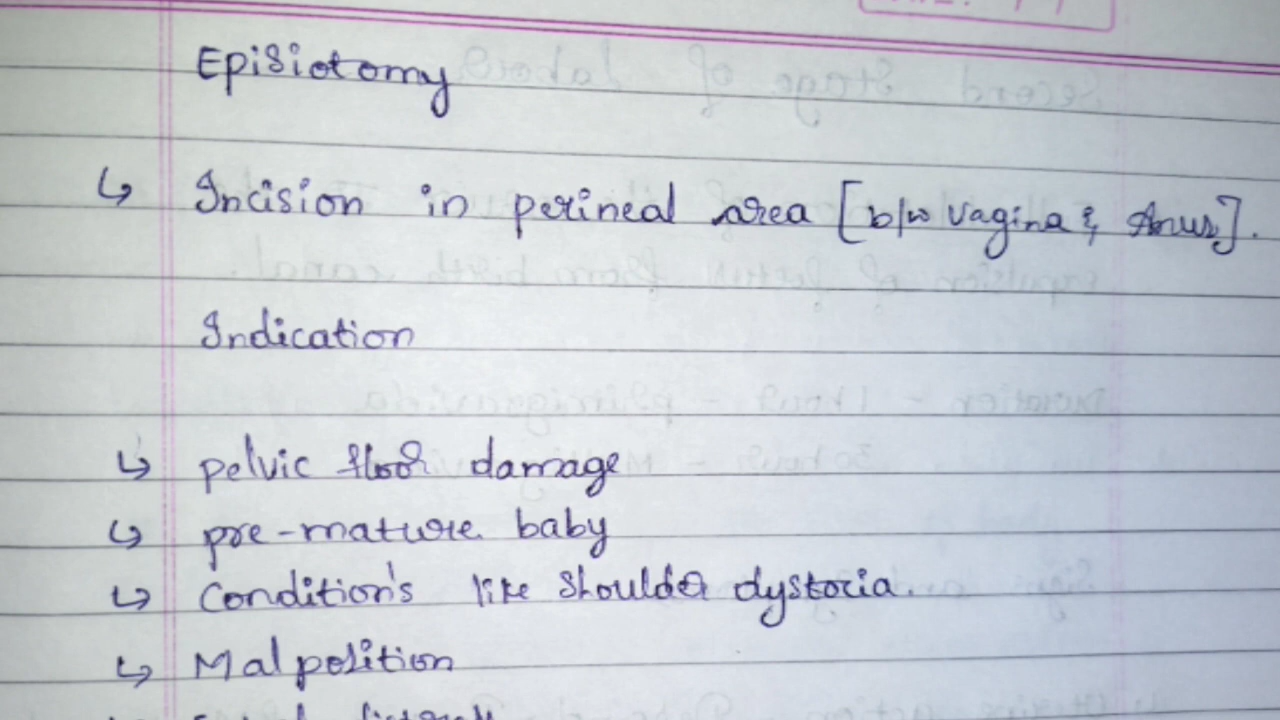 Episiotomy
↳ Incision in perineal area [b/w vagina & Anus].
Indication
↳ pelvic floor damage
↳ pre-mature baby
↳ Condition's like Shoulder dystocia.
↳ Malposition